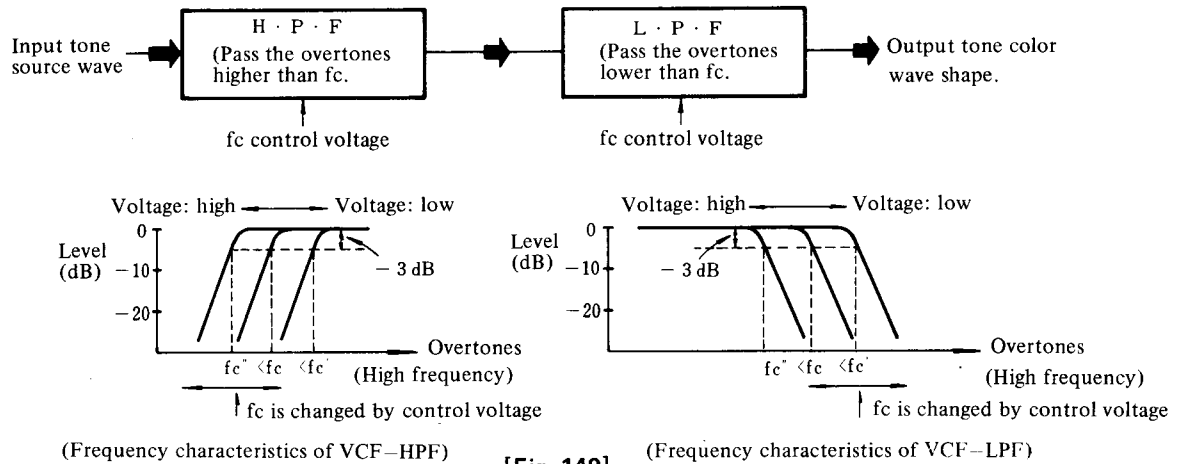 Input tone
source wave
H · P · F
(Pass the overtones
higher than fc.
L · P · F
(Pass the overtones
lower than fc.
Output tone color
wave shape.
fc control voltage
fc control voltage
Voltage: high
Voltage: low
Level
(dB)
0
−10
−20
− 3 dB
fc" <fc <fc'
Overtones
(High frequency)
fc is changed by control voltage
(Frequency characteristics of VCF−HPF)
Voltage: high
Voltage: low
Level
(dB)
0
−10
−20
− 3 dB
fc" <fc <fc'
Overtones
(High frequency)
fc is changed by control voltage
(Frequency characteristics of VCF−LPF)